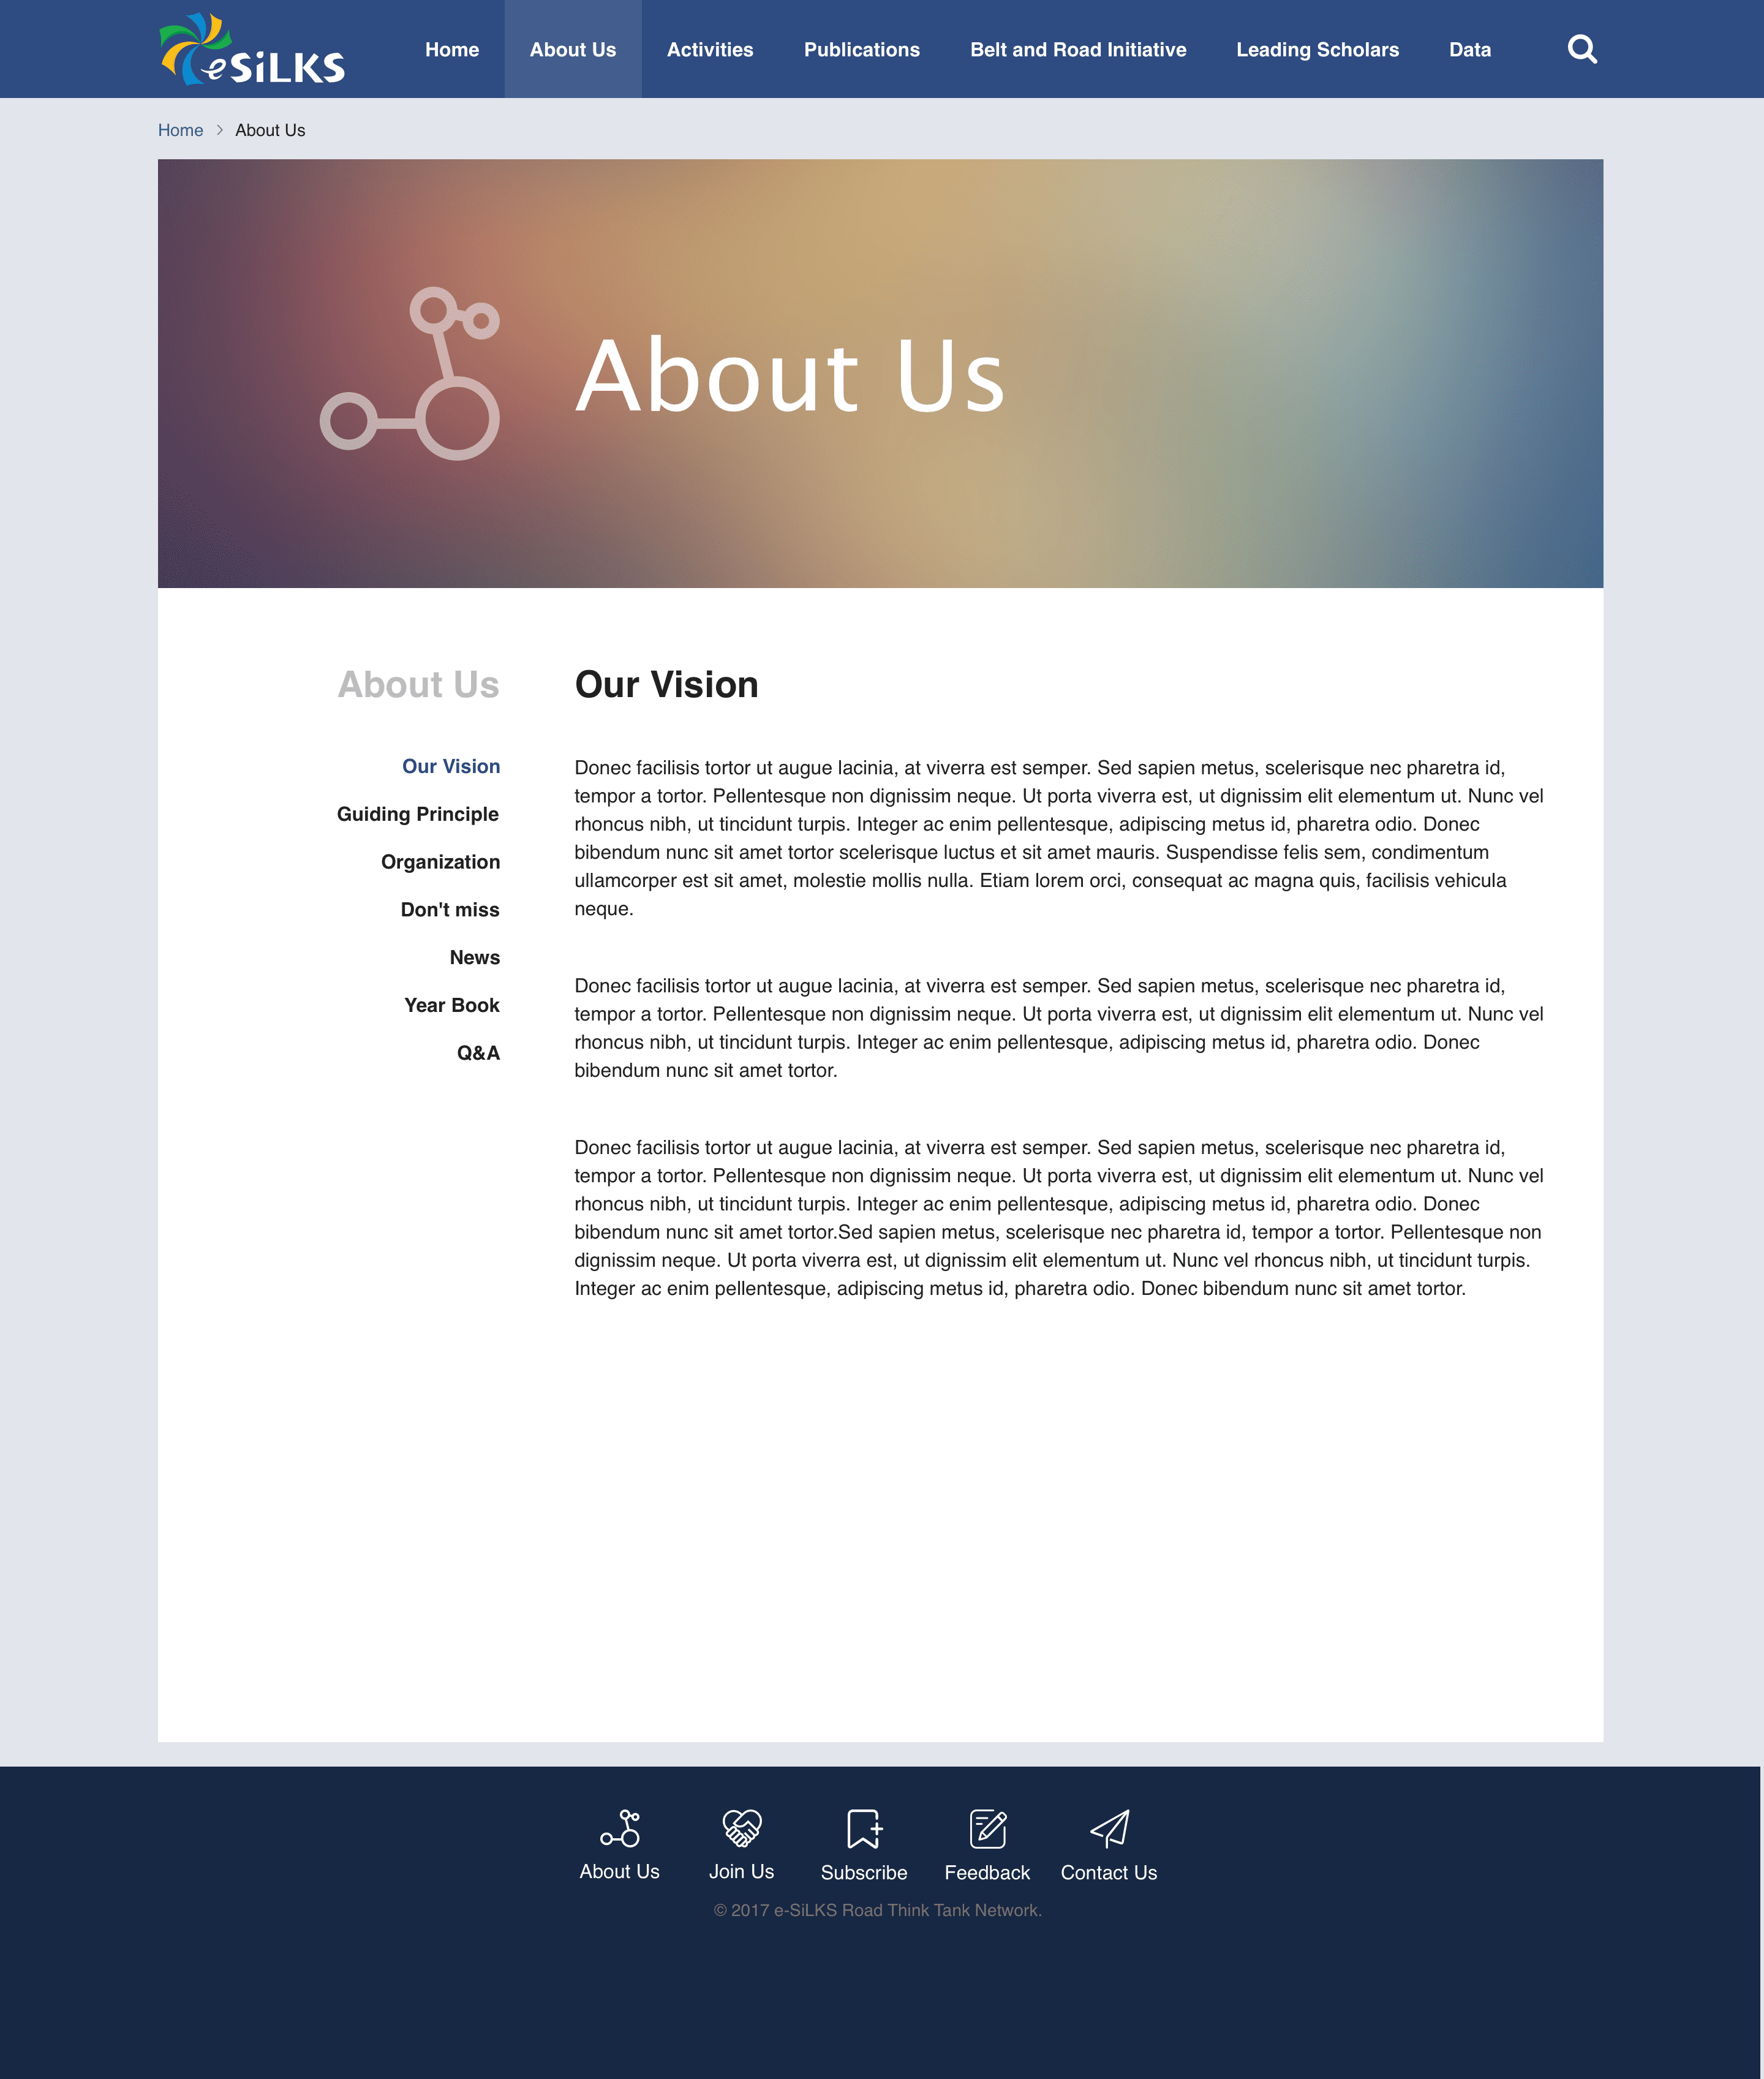 eSiLKS
Home
About Us
Activities
Publications
Belt and Road Initiative
Leading Scholars
Data
Home > About Us
About Us
About Us
Our Vision
Guiding Principle
Organization
Don't miss
News
Year Book
Q&A
Our Vision
Donec facilisis tortor ut augue lacinia, at viverra est semper. Sed sapien metus, scelerisque nec pharetra id,
tempor a tortor. Pellentesque non dignissim neque. Ut porta viverra est, ut dignissim elit elementum ut. Nunc vel
rhoncus nibh, ut tincidunt turpis. Integer ac enim pellentesque, adipiscing metus id, pharetra odio. Donec
bibendum nunc sit amet tortor scelerisque luctus et sit amet mauris. Suspendisse felis sem, condimentum
ullamcorper est sit amet, molestie mollis nulla. Etiam lorem orci, consequat ac magna quis, facilisis vehicula
neque.
Donec facilisis tortor ut augue lacinia, at viverra est semper. Sed sapien metus, scelerisque nec pharetra id,
tempor a tortor. Pellentesque non dignissim neque. Ut porta viverra est, ut dignissim elit elementum ut. Nunc vel
rhoncus nibh, ut tincidunt turpis. Integer ac enim pellentesque, adipiscing metus id, pharetra odio. Donec
bibendum nunc sit amet tortor.
Donec facilisis tortor ut augue lacinia, at viverra est semper. Sed sapien metus, scelerisque nec pharetra id,
tempor a tortor. Pellentesque non dignissim neque. Ut porta viverra est, ut dignissim elit elementum ut. Nunc vel
rhoncus nibh, ut tincidunt turpis. Integer ac enim pellentesque, adipiscing metus id, pharetra odio. Donec
bibendum nunc sit amet tortor.Sed sapien metus, scelerisque nec pharetra id, tempor a tortor. Pellentesque non
dignissim neque. Ut porta viverra est, ut dignissim elit elementum ut. Nunc vel rhoncus nibh, ut tincidunt turpis.
Integer ac enim pellentesque, adipiscing metus id, pharetra odio. Donec bibendum nunc sit amet tortor.
About Us
Join Us
Subscribe
Feedback
Contact Us
© 2017 e-SiLKS Road Think Tank Network.